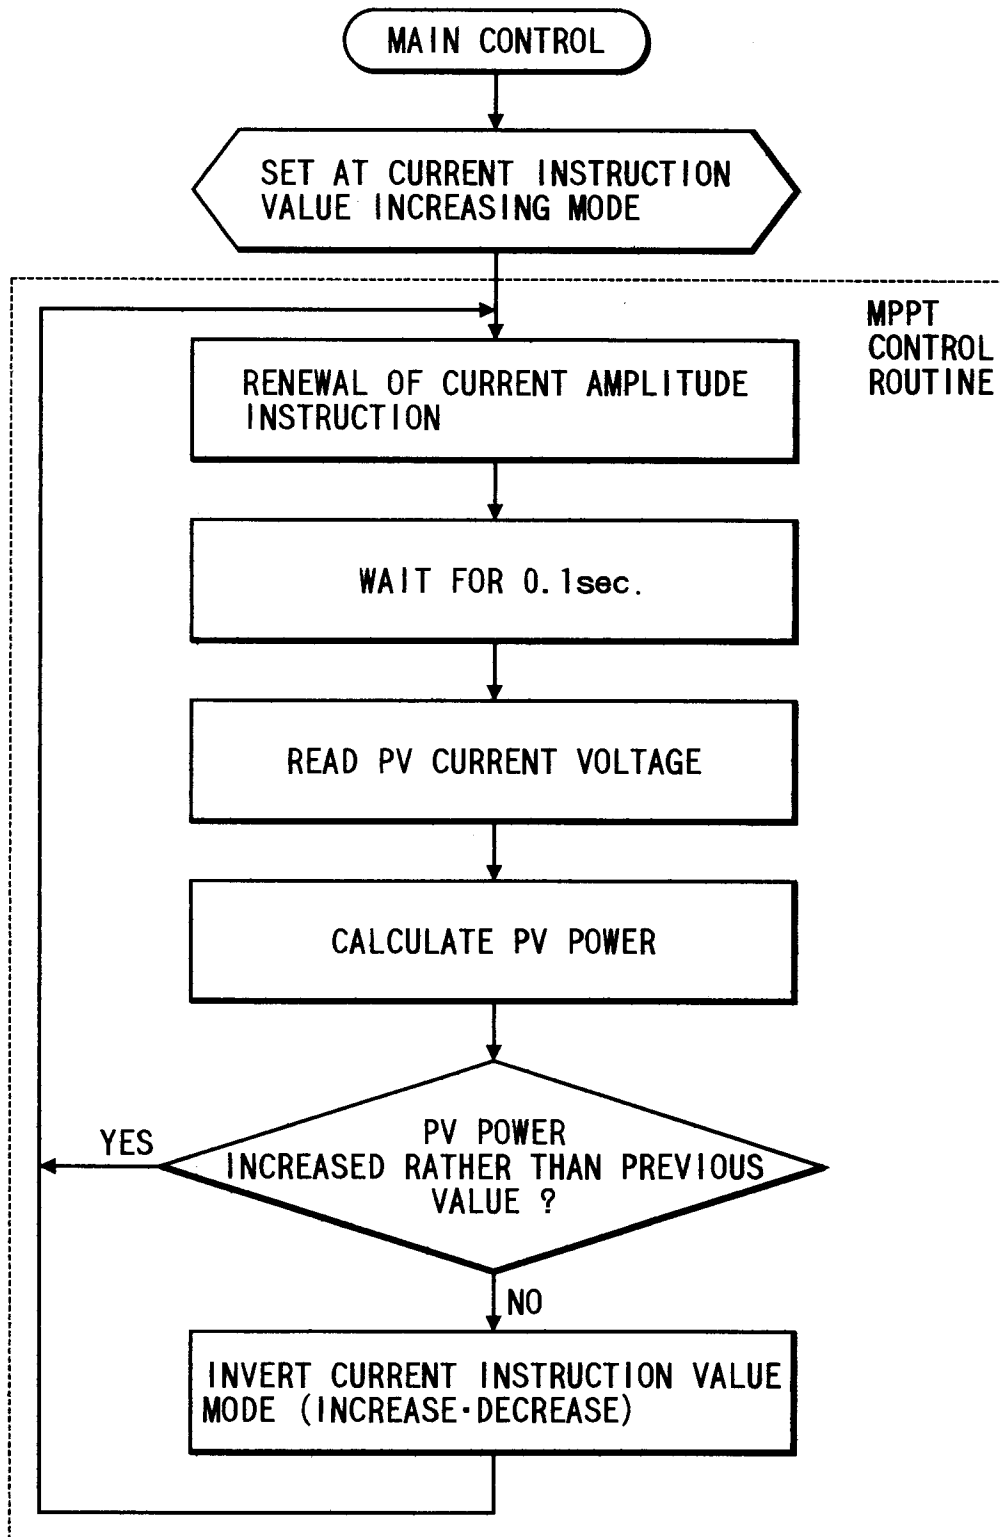 MAIN CONTROL
SET AT CURRENT INSTRUCTION
VALUE INCREASING MODE
MPPT
CONTROL
ROUTINE
RENEWAL OF CURRENT AMPLITUDE
INSTRUCTION
WAIT FOR 0.1sec.
READ PV CURRENT VOLTAGE
CALCULATE PV POWER
PV POWER
INCREASED RATHER THAN PREVIOUS
VALUE ?
YES
NO
INVERT CURRENT INSTRUCTION VALUE
MODE (INCREASE·DECREASE)